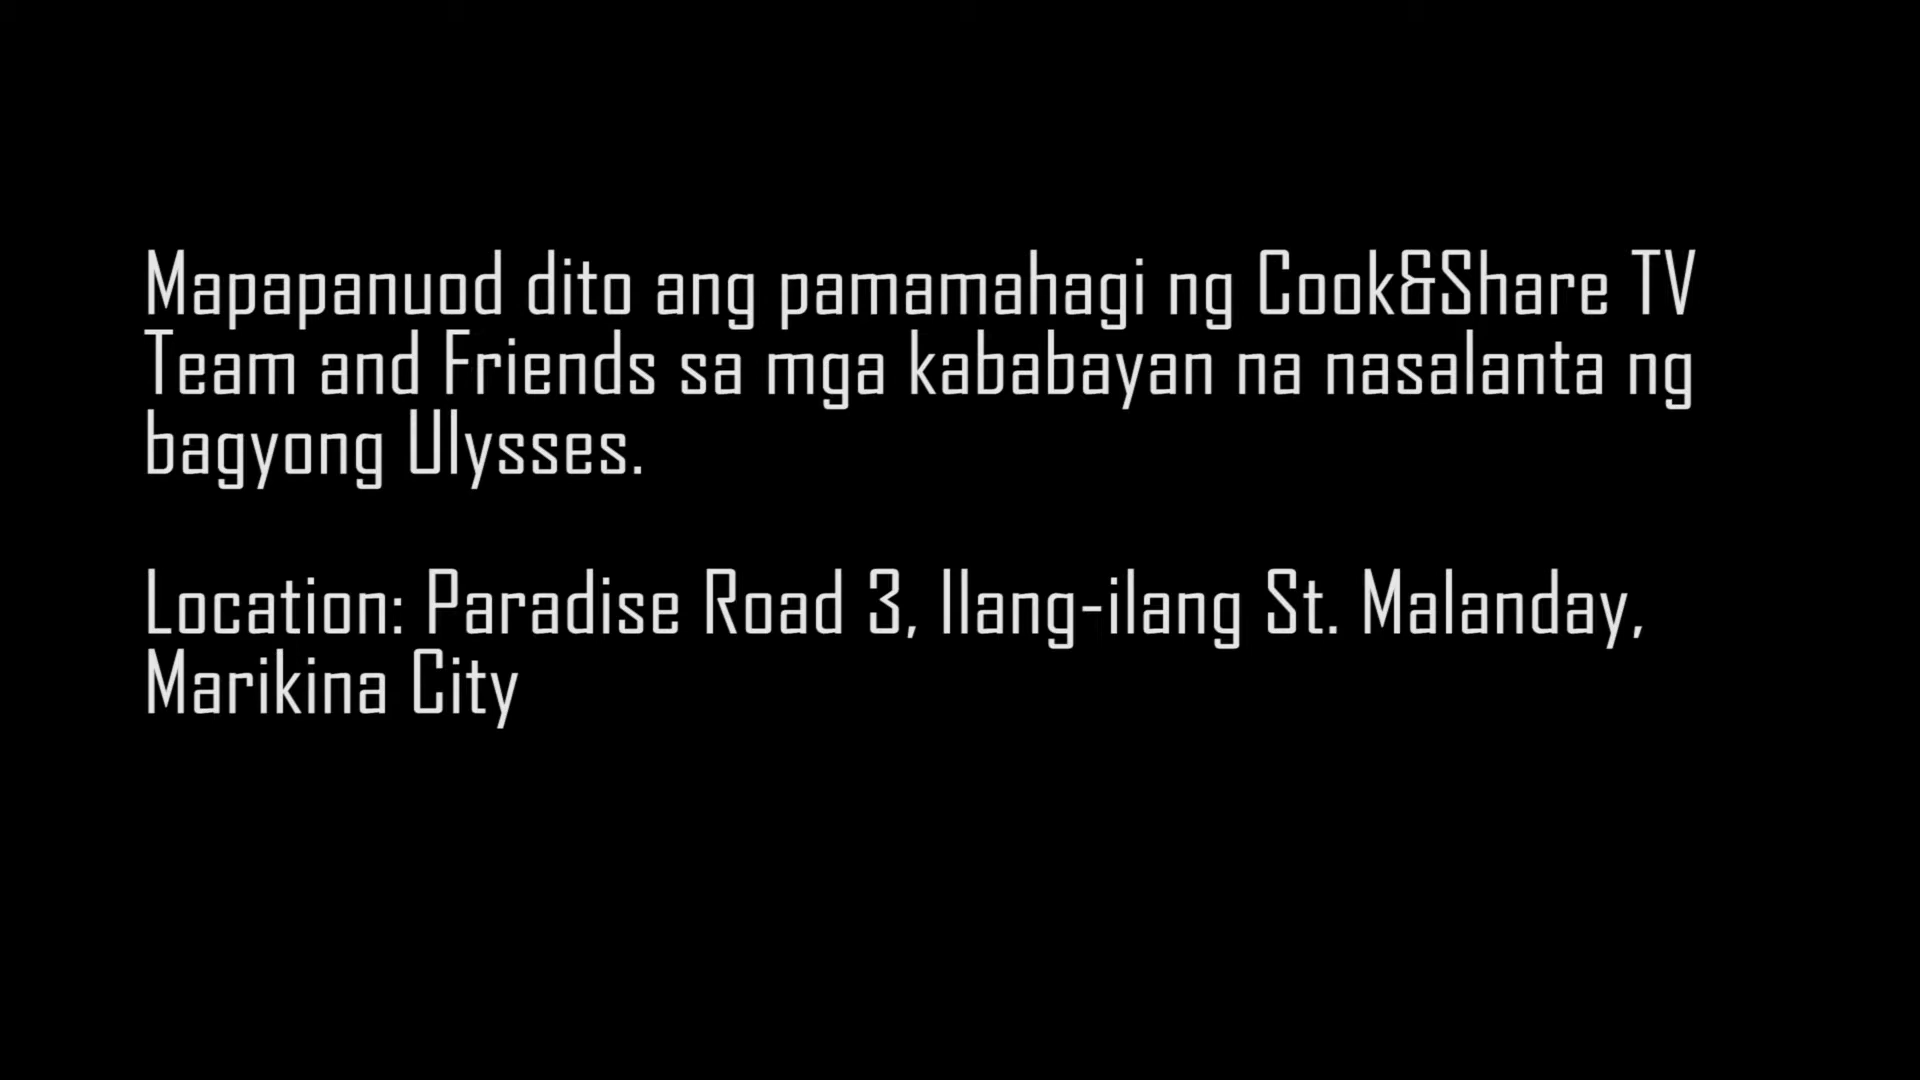 Mapapanuod dito ang pamamahagi ng Cook&Share TV
Team and Friends sa mga kababayan na nasalanta ng
bagyong Ulysses.
Location: Paradise Road 3, Ilang-ilang St. Malanday,
Marikina City